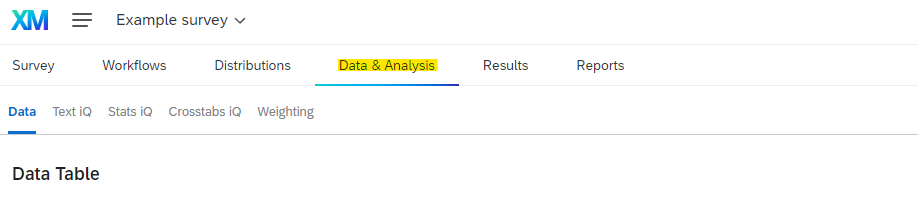 XM Example survey
Survey Workflows Distributions Data & Analysis Results Reports
Data Text iQ Stats iQ Crosstabs iQ Weighting
Data Table